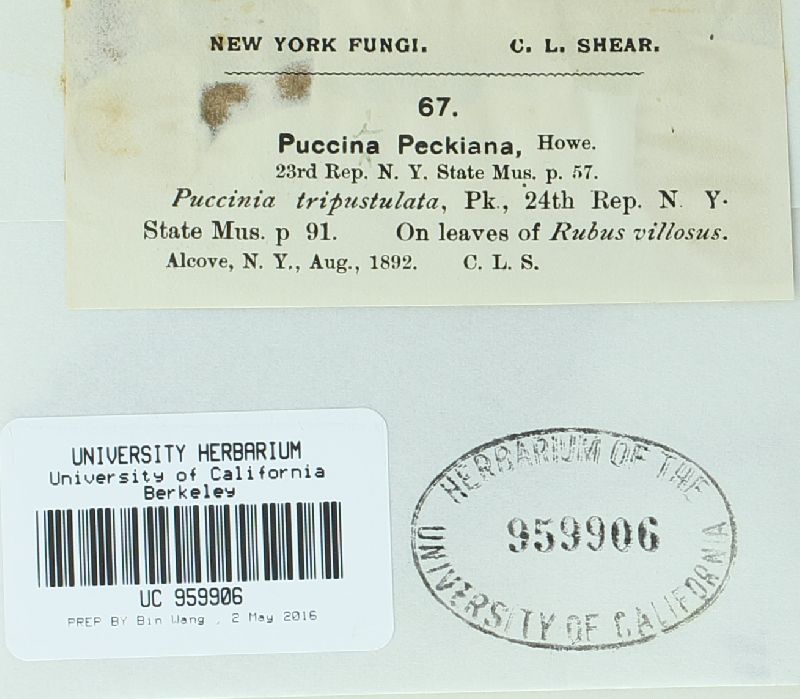 NEW YORK FUNGI. C. L. SHEAR.
67.
Puccina Peckiana, Howe.
23rd Rep. N. Y. State Mus. p. 57.
Puccinia tripustulata, Pk., 24th Rep. N. Y.
State Mus. p 91. On leaves of Rubus villosus.
Alcove, N. Y., Aug., 1892. C. L. S.
UNIVERSITY HERBARIUM
University of California
Berkeley
UC 959906
PREP BY Bin Wang , 2 May 2016
HERBARIUM OF THE
959906
UNIVERSITY OF CALIFORNIA